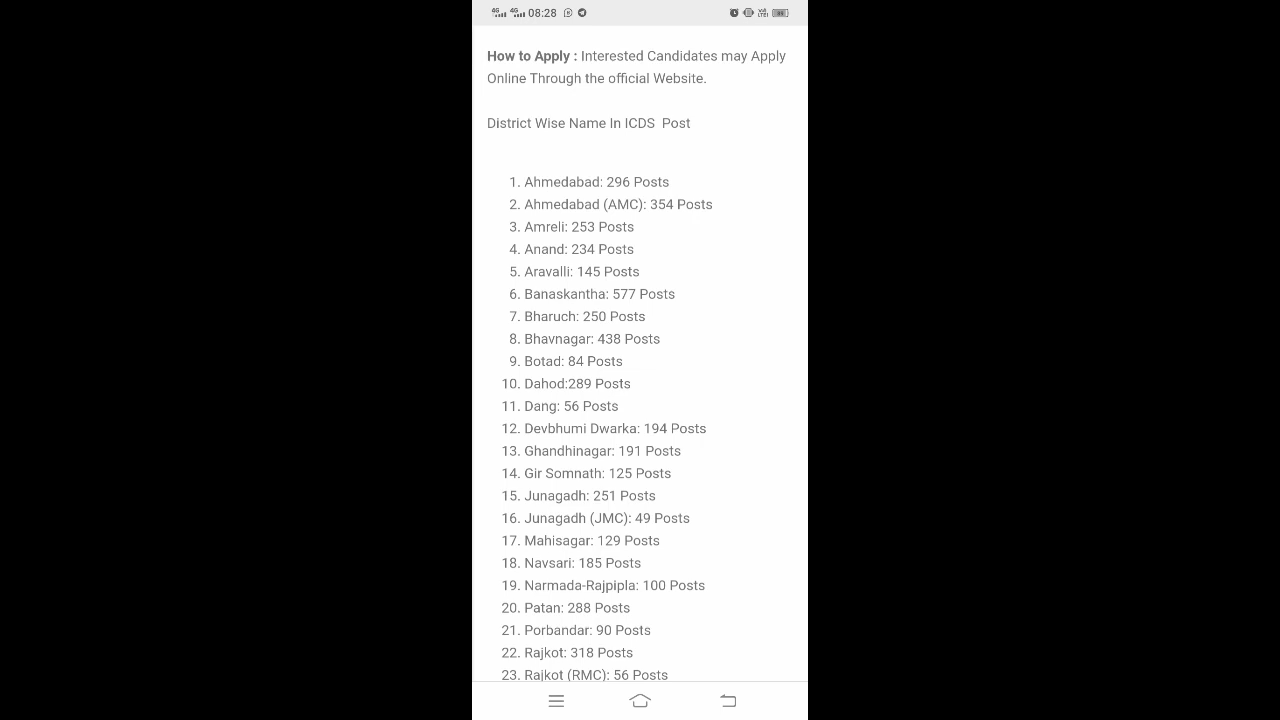 4G 4G 08:28
How to Apply : Interested Candidates may Apply
Online Through the official Website.
District Wise Name In ICDS  Post
1. Ahmedabad: 296 Posts
2. Ahmedabad (AMC): 354 Posts
3. Amreli: 253 Posts
4. Anand: 234 Posts
5. Aravalli: 145 Posts
6. Banaskantha: 577 Posts
7. Bharuch: 250 Posts
8. Bhavnagar: 438 Posts
9. Botad: 84 Posts
10. Dahod:289 Posts
11. Dang: 56 Posts
12. Devbhumi Dwarka: 194 Posts
13. Ghandhinagar: 191 Posts
14. Gir Somnath: 125 Posts
15. Junagadh: 251 Posts
16. Junagadh (JMC): 49 Posts
17. Mahisagar: 129 Posts
18. Navsari: 185 Posts
19. Narmada-Rajpipla: 100 Posts
20. Patan: 288 Posts
21. Porbandar: 90 Posts
22. Rajkot: 318 Posts
23. Rajkot (RMC): 56 Posts